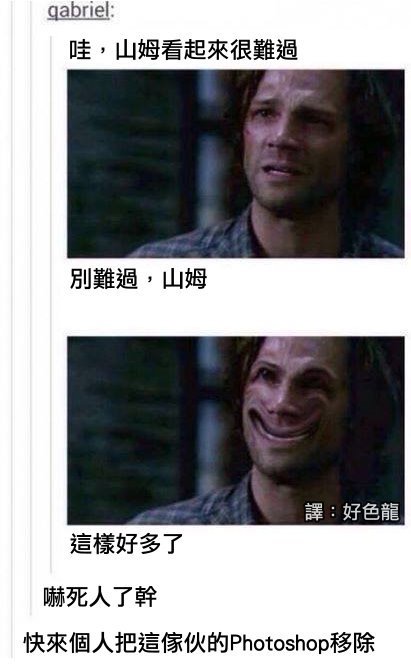 gabriel:
哇，山姆看起來很難過
別難過，山姆
譯：好色龍
這樣好多了
嚇死人了幹
快來個人把這傢伙的Photoshop移除